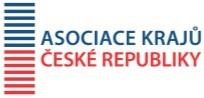 ASOCIACE KRAJŮ
ČESKÉ REPUBLIKY